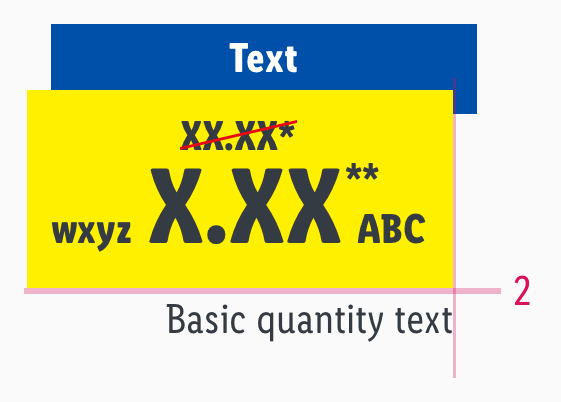 Text
XX.XX*
wxyz X.XX** ABC
2
Basic quantity text